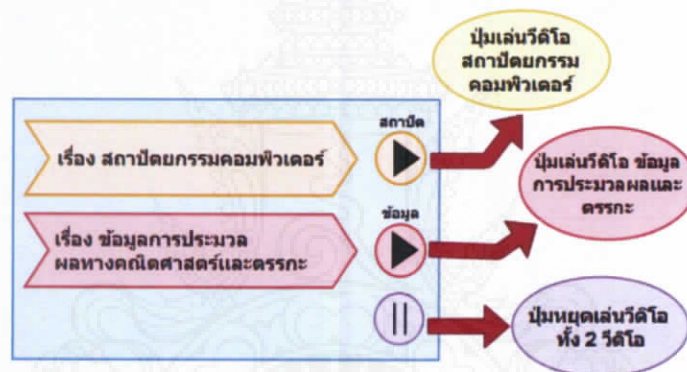 ปุ่มเล่นวีดิโอ
สถาปัตยกรรม
คอมพิวเตอร์
สถาปัต
เรื่อง สถาปัตยกรรมคอมพิวเตอร์
ปุ่มเล่นวีดิโอ ข้อมูล
การประมวลผลและ
ตรรกะ
ข้อมูล
เรื่อง ข้อมูลการประมวล
ผลทางคณิตศาสตร์และตรรกะ
ปุ่มหยุดเล่นวีดิโอ
ทั้ง 2 วีดิโอ